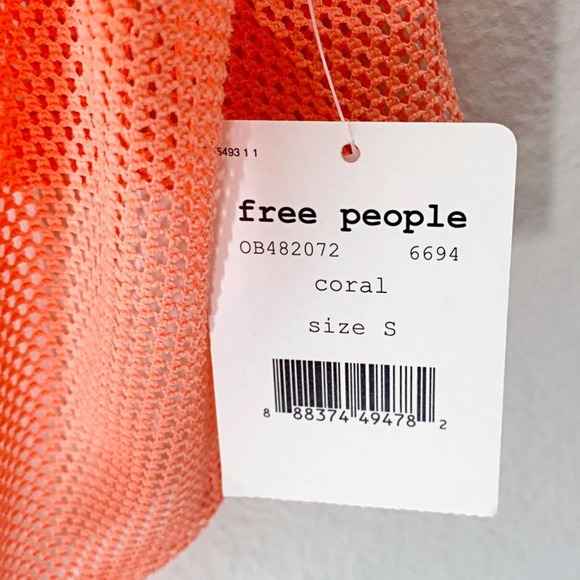 5493 1 1
free people
OB482072 6694
coral
size S
8 88374 49478 2